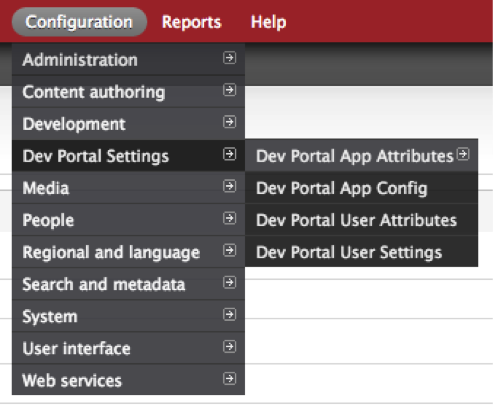 Configuration Reports Help
Administration
Content authoring
Development
Dev Portal Settings
Dev Portal App Attributes
Media
Dev Portal App Config
People
Dev Portal User Attributes
Regional and language
Dev Portal User Settings
Search and metadata
System
User interface
Web services